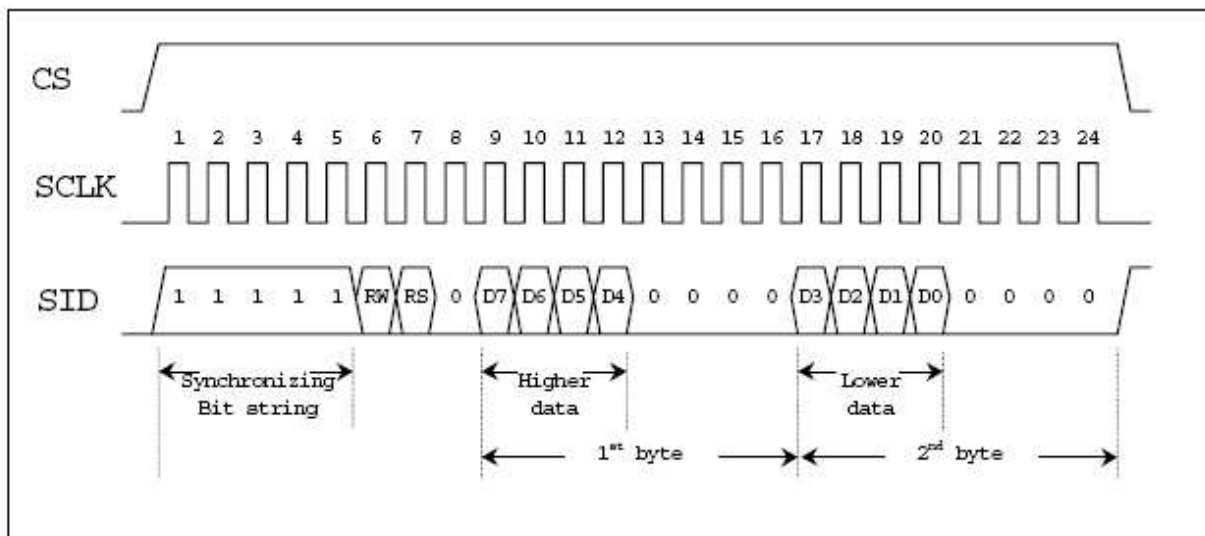 CS
1 2 3 4 5 6 7 8 9 10 11 12 13 14 15 16 17 18 19 20 21 22 23 24
SCLK
SID
1 1 1 1 1 RW RS 0 D7 D6 D5 D4 0 0 0 0 D3 D2 D1 D0 0 0 0 0
Synchronizing
Bit string
Higher
data
Lower
data
1st byte
2nd byte